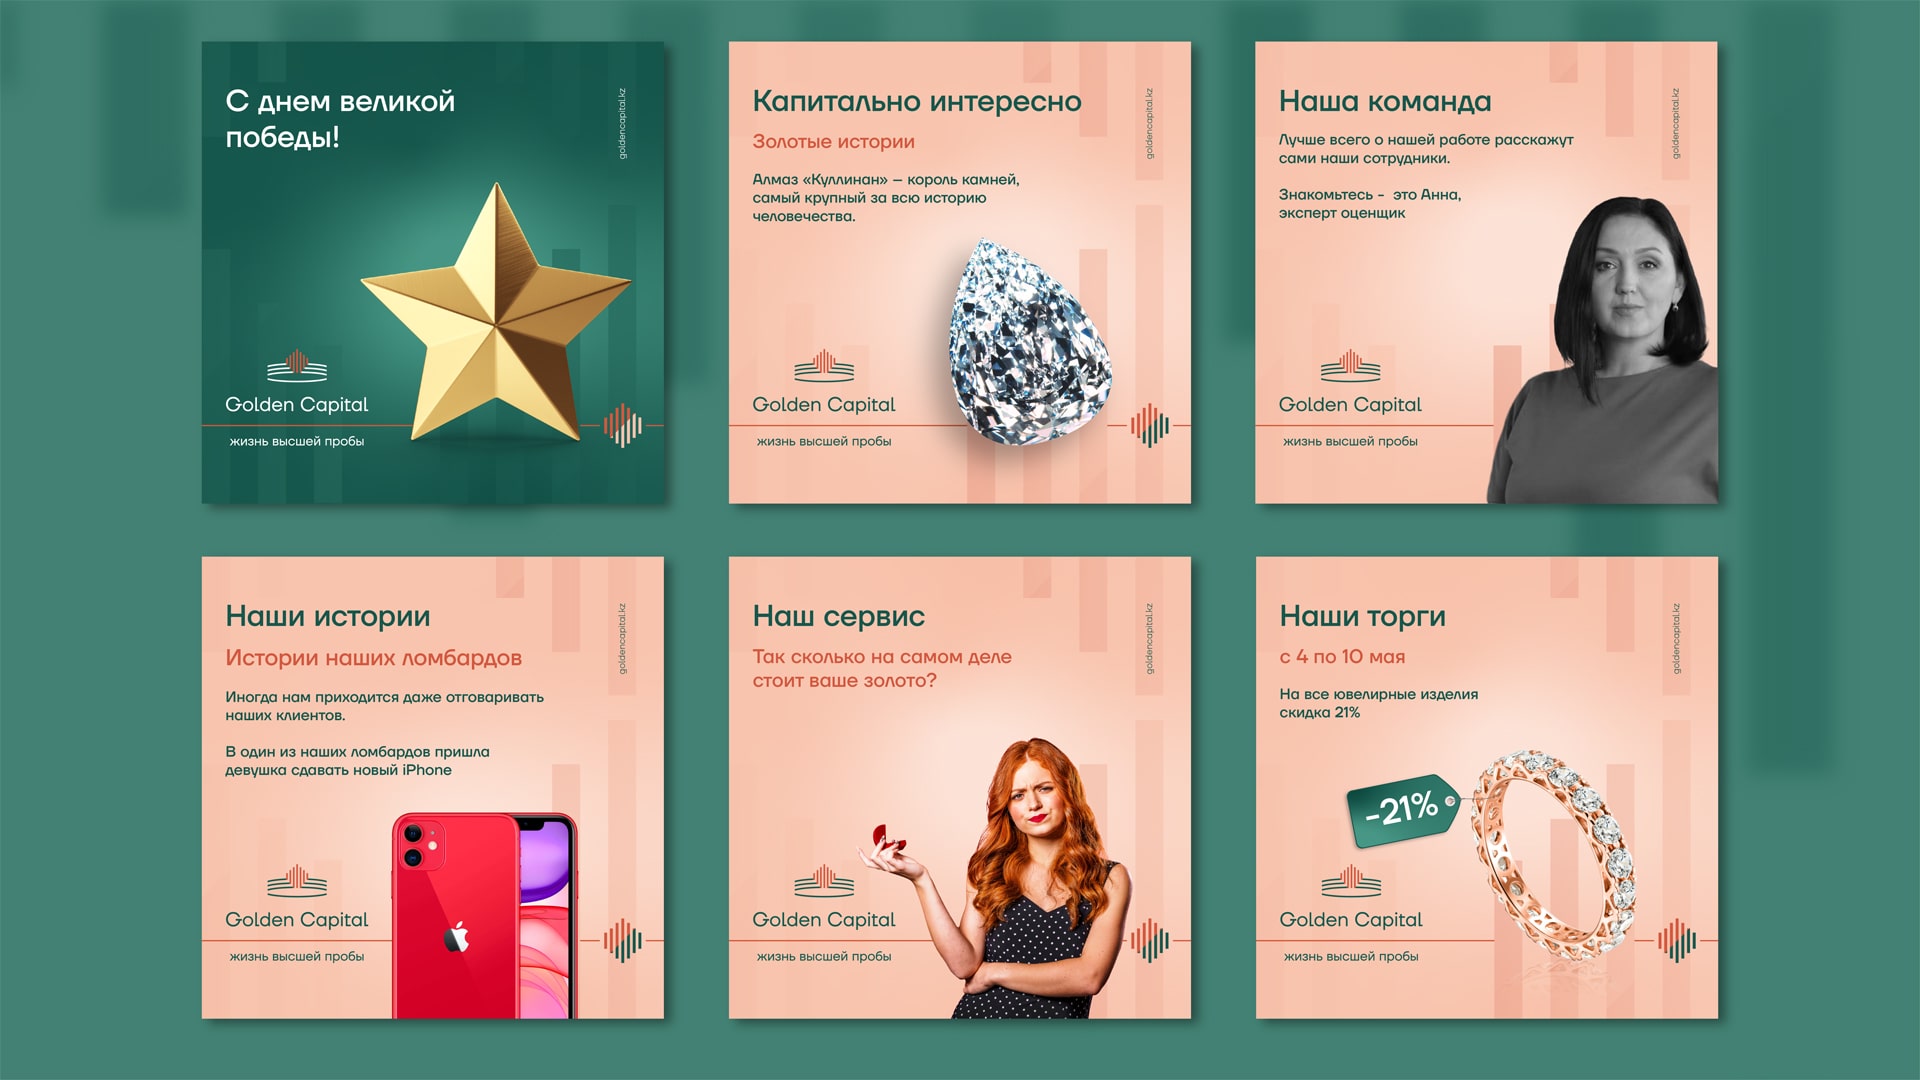 С днем великой
победы!
goldencapital.kz
Golden Capital
жизнь высшей пробы
Капитально интересно
Золотые истории
Алмаз «Куллинан» – король камней,
самый крупный за всю историю
человечества.
goldencapital.kz
Golden Capital
жизнь высшей пробы
Наша команда
Лучше всего о нашей работе расскажут
сами наши сотрудники.
Знакомьтесь - это Анна,
эксперт оценщик
goldencapital.kz
Golden Capital
жизнь высшей пробы
Наши истории
Истории наших ломбардов
Иногда нам приходится даже отговаривать
наших клиентов.
В один из наших ломбардов пришла
девушка сдавать новый iPhone
goldencapital.kz
Golden Capital
жизнь высшей пробы
Наш сервис
Так сколько на самом деле
стоит ваше золото?
goldencapital.kz
Golden Capital
жизнь высшей пробы
Наши торги
с 4 по 10 мая
На все ювелирные изделия
скидка 21%
goldencapital.kz
-21%
Golden Capital
жизнь высшей пробы